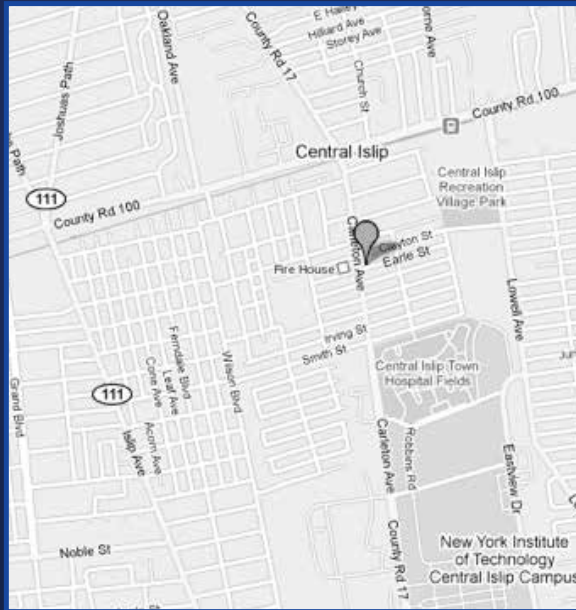 E Halley
Hilliard Ave
Storey Ave
Oakland Ave
County Rd 17
Church St
Joshuas Path
County Rd 100
Central Islip
Central Islip
Recreation
Village Park
111
County Rd 100
Carleton Ave
Clayton St
Earle St
Fire House
Lowell Ave
Irving St
Smith St
Central Islip Town
Hospital Fields
Ferndale Blvd
Leaf Ave
Cone Ave
Wilson Blvd
Grand Blvd
111
Islip Ave
Acorn Ave
Carleton Ave
Robbins Rd
Eastview Dr
Noble St
County Rd 17
New York Institute
of Technology
Central Islip Campus